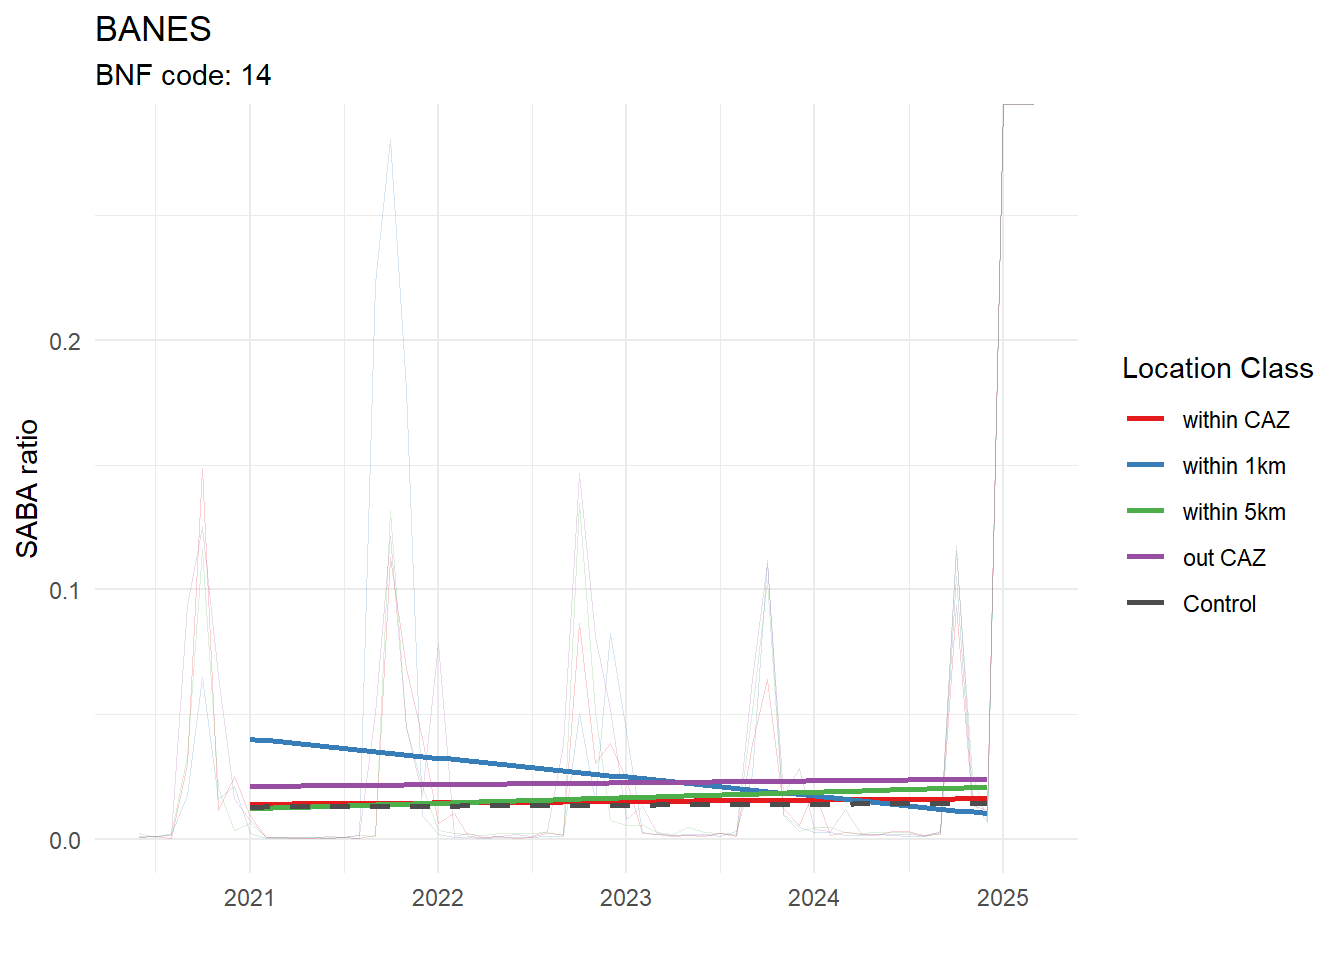 BANES
BNF code: 14
SABA ratio
0.2
0.1
0.0
2021
2022
2023
2024
2025
Location Class
within CAZ
within 1km
within 5km
out CAZ
Control